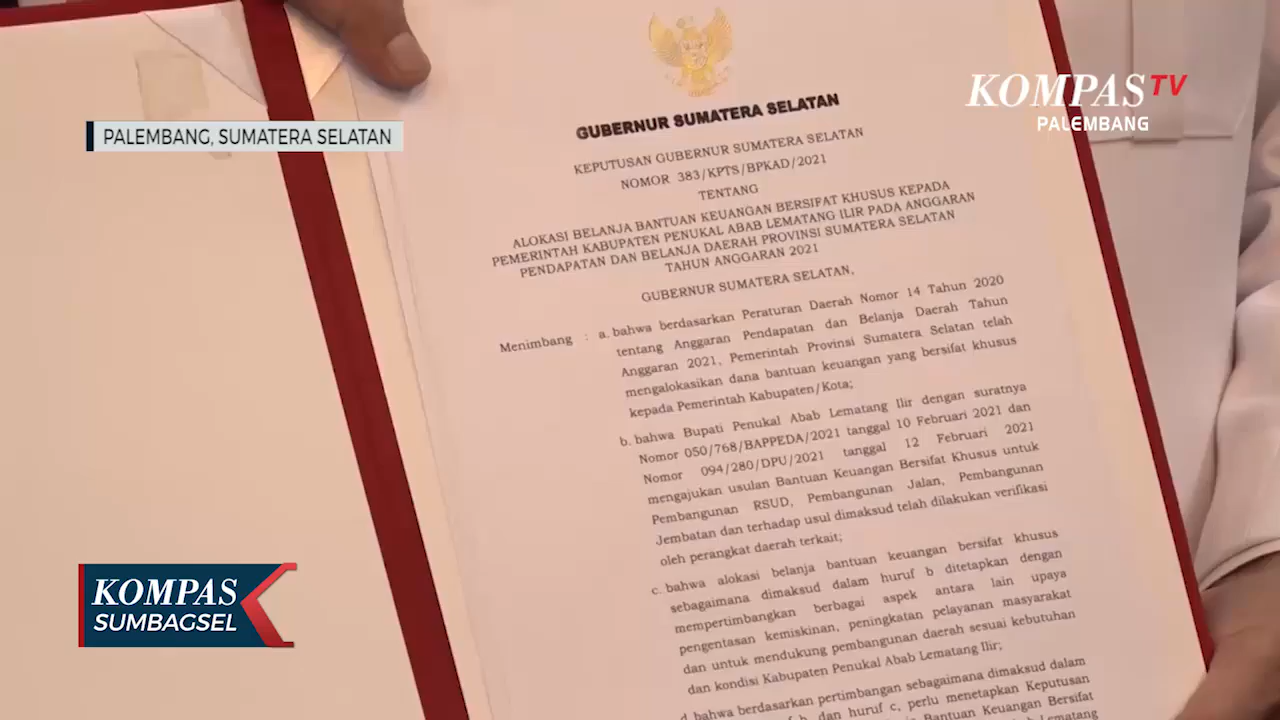 KOMPAS TV
PALEMBANG
PALEMBANG, SUMATERA SELATAN
GUBERNUR SUMATERA SELATAN
KEPUTUSAN GUBERNUR SUMATERA SELATAN
NOMOR 383/KPTS/BPKAD/2021
TENTANG
ALOKASI BELANJA BANTUAN KEUANGAN BERSIFAT KHUSUS KEPADA
PEMERINTAH KABUPATEN PENUKAL ABAB LEMATANG ILIR PADA ANGGARAN
PENDAPATAN DAN BELANJA DAERAH PROVINSI SUMATERA SELATAN
TAHUN ANGGARAN 2021
GUBERNUR SUMATERA SELATAN,
Menimbang : a. bahwa berdasarkan Peraturan Daerah Nomor 14 Tahun 2020
tentang Anggaran Pendapatan dan Belanja Daerah Tahun
Anggaran 2021, Pemerintah Provinsi Sumatera Selatan telah
mengalokasikan dana bantuan keuangan yang bersifat khusus
kepada Pemerintah Kabupaten/Kota;
b. bahwa Bupati Penukal Abab Lematang Ilir dengan suratnya
Nomor 050/768/BAPPEDA/2021 tanggal 10 Februari 2021 dan
Nomor 094/280/DPU/2021 tanggal 12 Februari 2021
mengajukan usulan Bantuan Keuangan Bersifat Khusus untuk
Pembangunan RSUD, Pembangunan Jalan, Pembangunan
Jembatan dan terhadap usul dimaksud telah dilakukan verifikasi
oleh perangkat daerah terkait;
c. bahwa alokasi belanja bantuan keuangan bersifat khusus
sebagaimana dimaksud dalam huruf b ditetapkan dengan
mempertimbangkan berbagai aspek antara lain upaya
pengentasan kemiskinan, peningkatan pelayanan masyarakat
dan untuk mendukung pembangunan daerah sesuai kebutuhan
dan kondisi Kabupaten Penukal Abab Lematang Ilir;
d. bahwa berdasarkan pertimbangan sebagaimana dimaksud dalam
b, dan huruf c, perlu menetapkan Keputusan
Belanja Bantuan Keuangan Bersifat
Lematang
KOMPAS
SUMBAGSEL